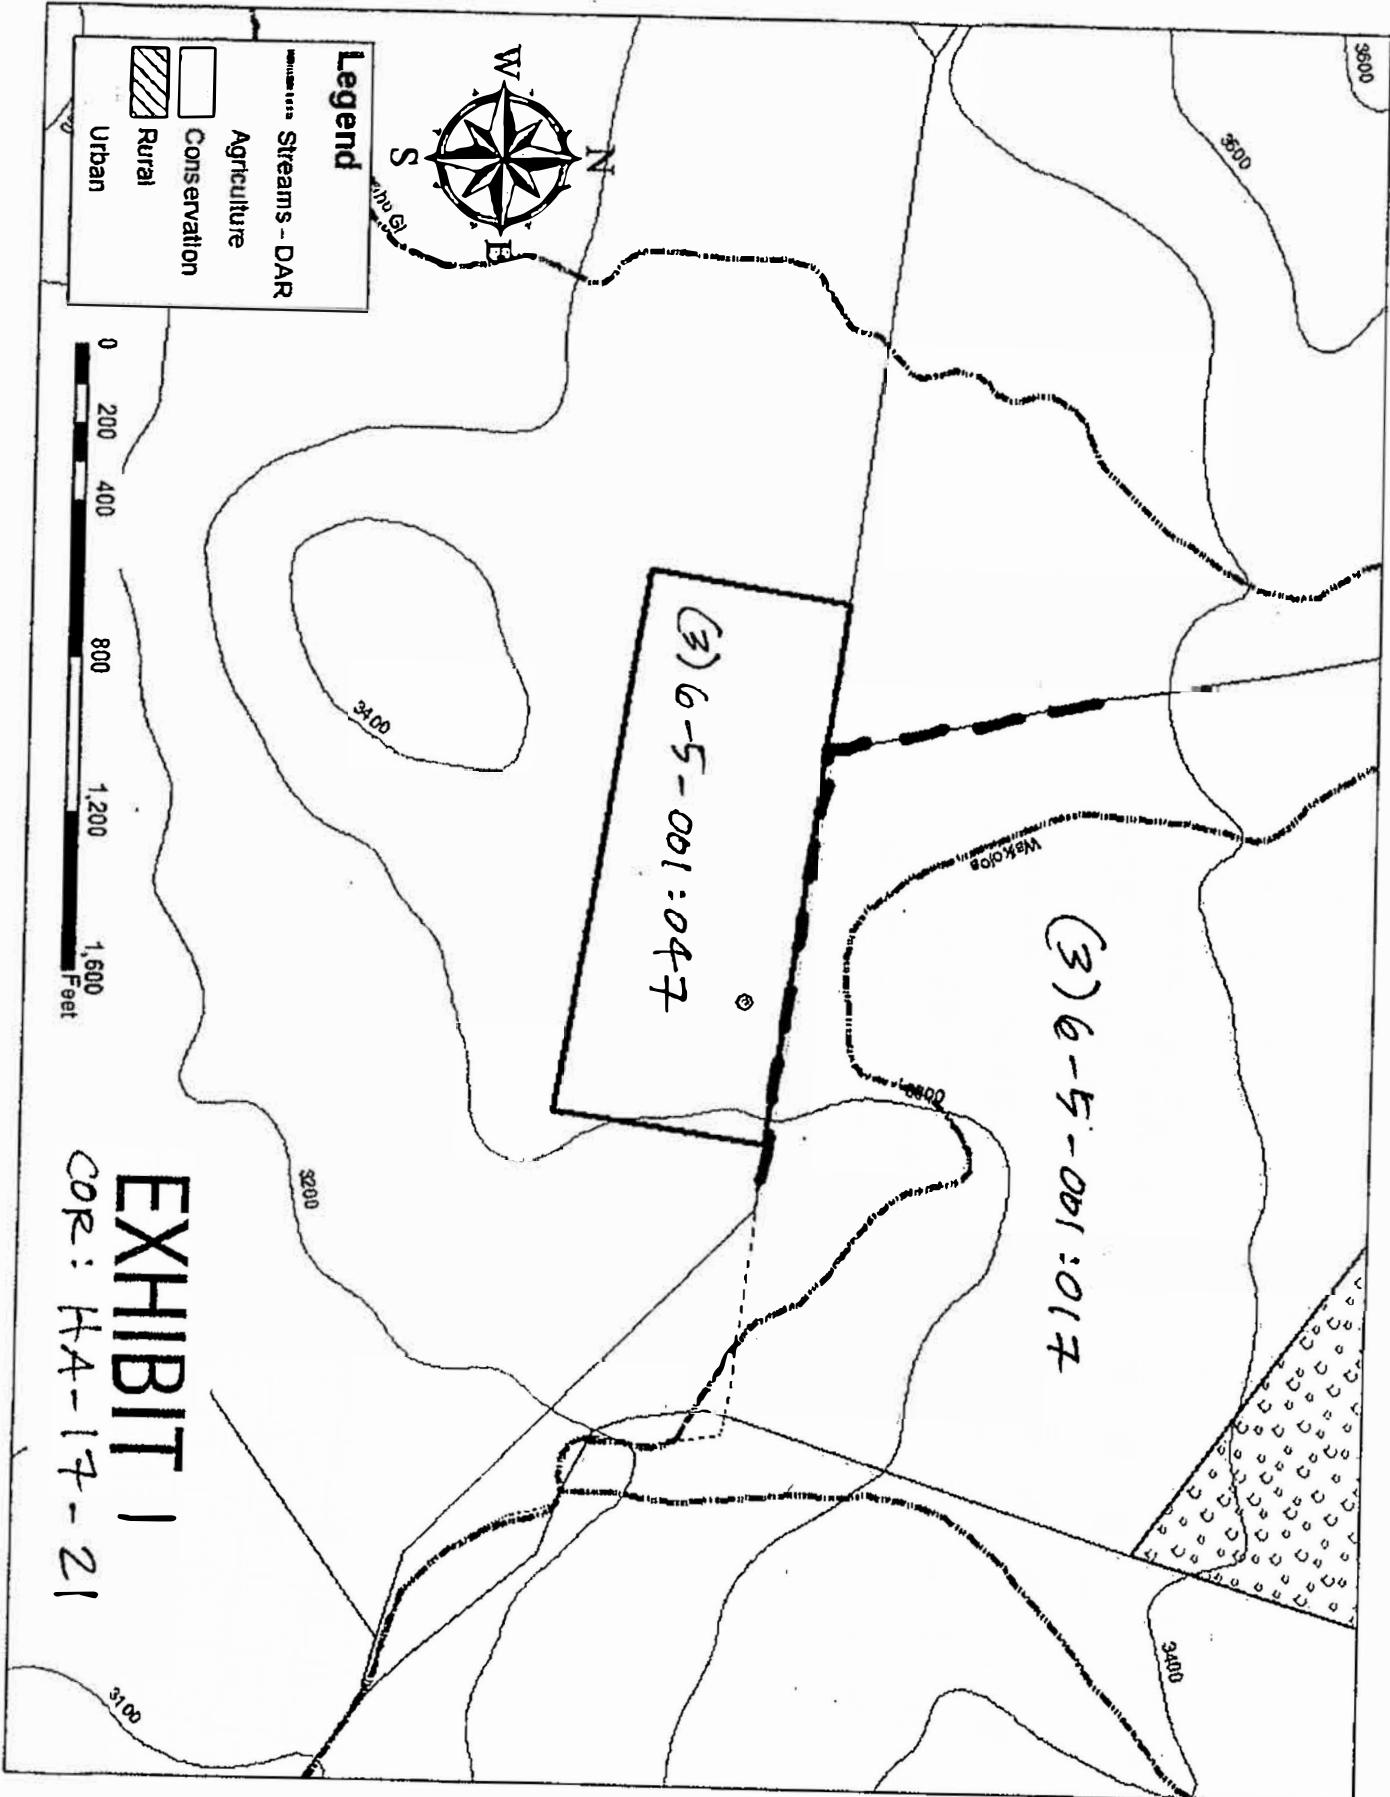 3600
3500
W
N
S
E
Legend
Streams - DAR
Agriculture
Conservation
Rural
Urban
(3) 6-5-001:047
(3) 6-5-001:017
3400
3200
3400
3100
0 200 400 800 1,200 1,600
Feet
EXHIBIT 1
COR: HA-17-21